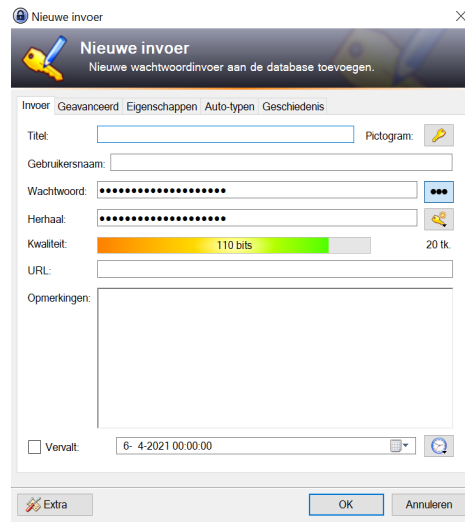 Nieuwe invoer
Nieuwe invoer
Nieuwe wachtwoordinvoer aan de database toevoegen.
Invoer Geavanceerd Eigenschappen Auto-typen Geschiedenis
Titel: Pictogram:
Gebruikersnaam:
Wachtwoord: ●●●●●●●●●●●●●●●●●●●●
Herhaal: ●●●●●●●●●●●●●●●●●●●●
Kwaliteit: 110 bits 20 tk.
URL:
Opmerkingen:
Vervalt: 6- 4-2021 00:00:00
Extra OK Annuleren